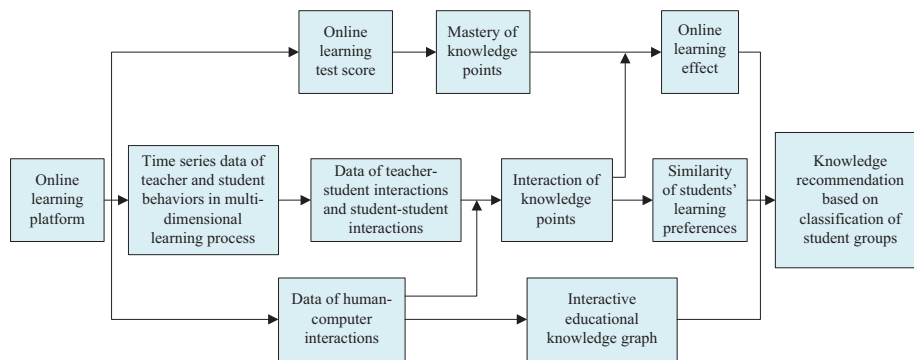 Online
learning
test score
Mastery of
knowledge
points
Online
learning
effect
Online
learning
platform
Time series data of
teacher and student
behaviors in multi-
dimensional
learning process
Data of teacher-
student interactions
and student-student
interactions
Interaction of
knowledge
points
Similarity
of students’
learning
preferences
Knowledge
recommendation
based on
classification of
student groups
Data of human-
computer
interactions
Interactive
educational
knowledge graph